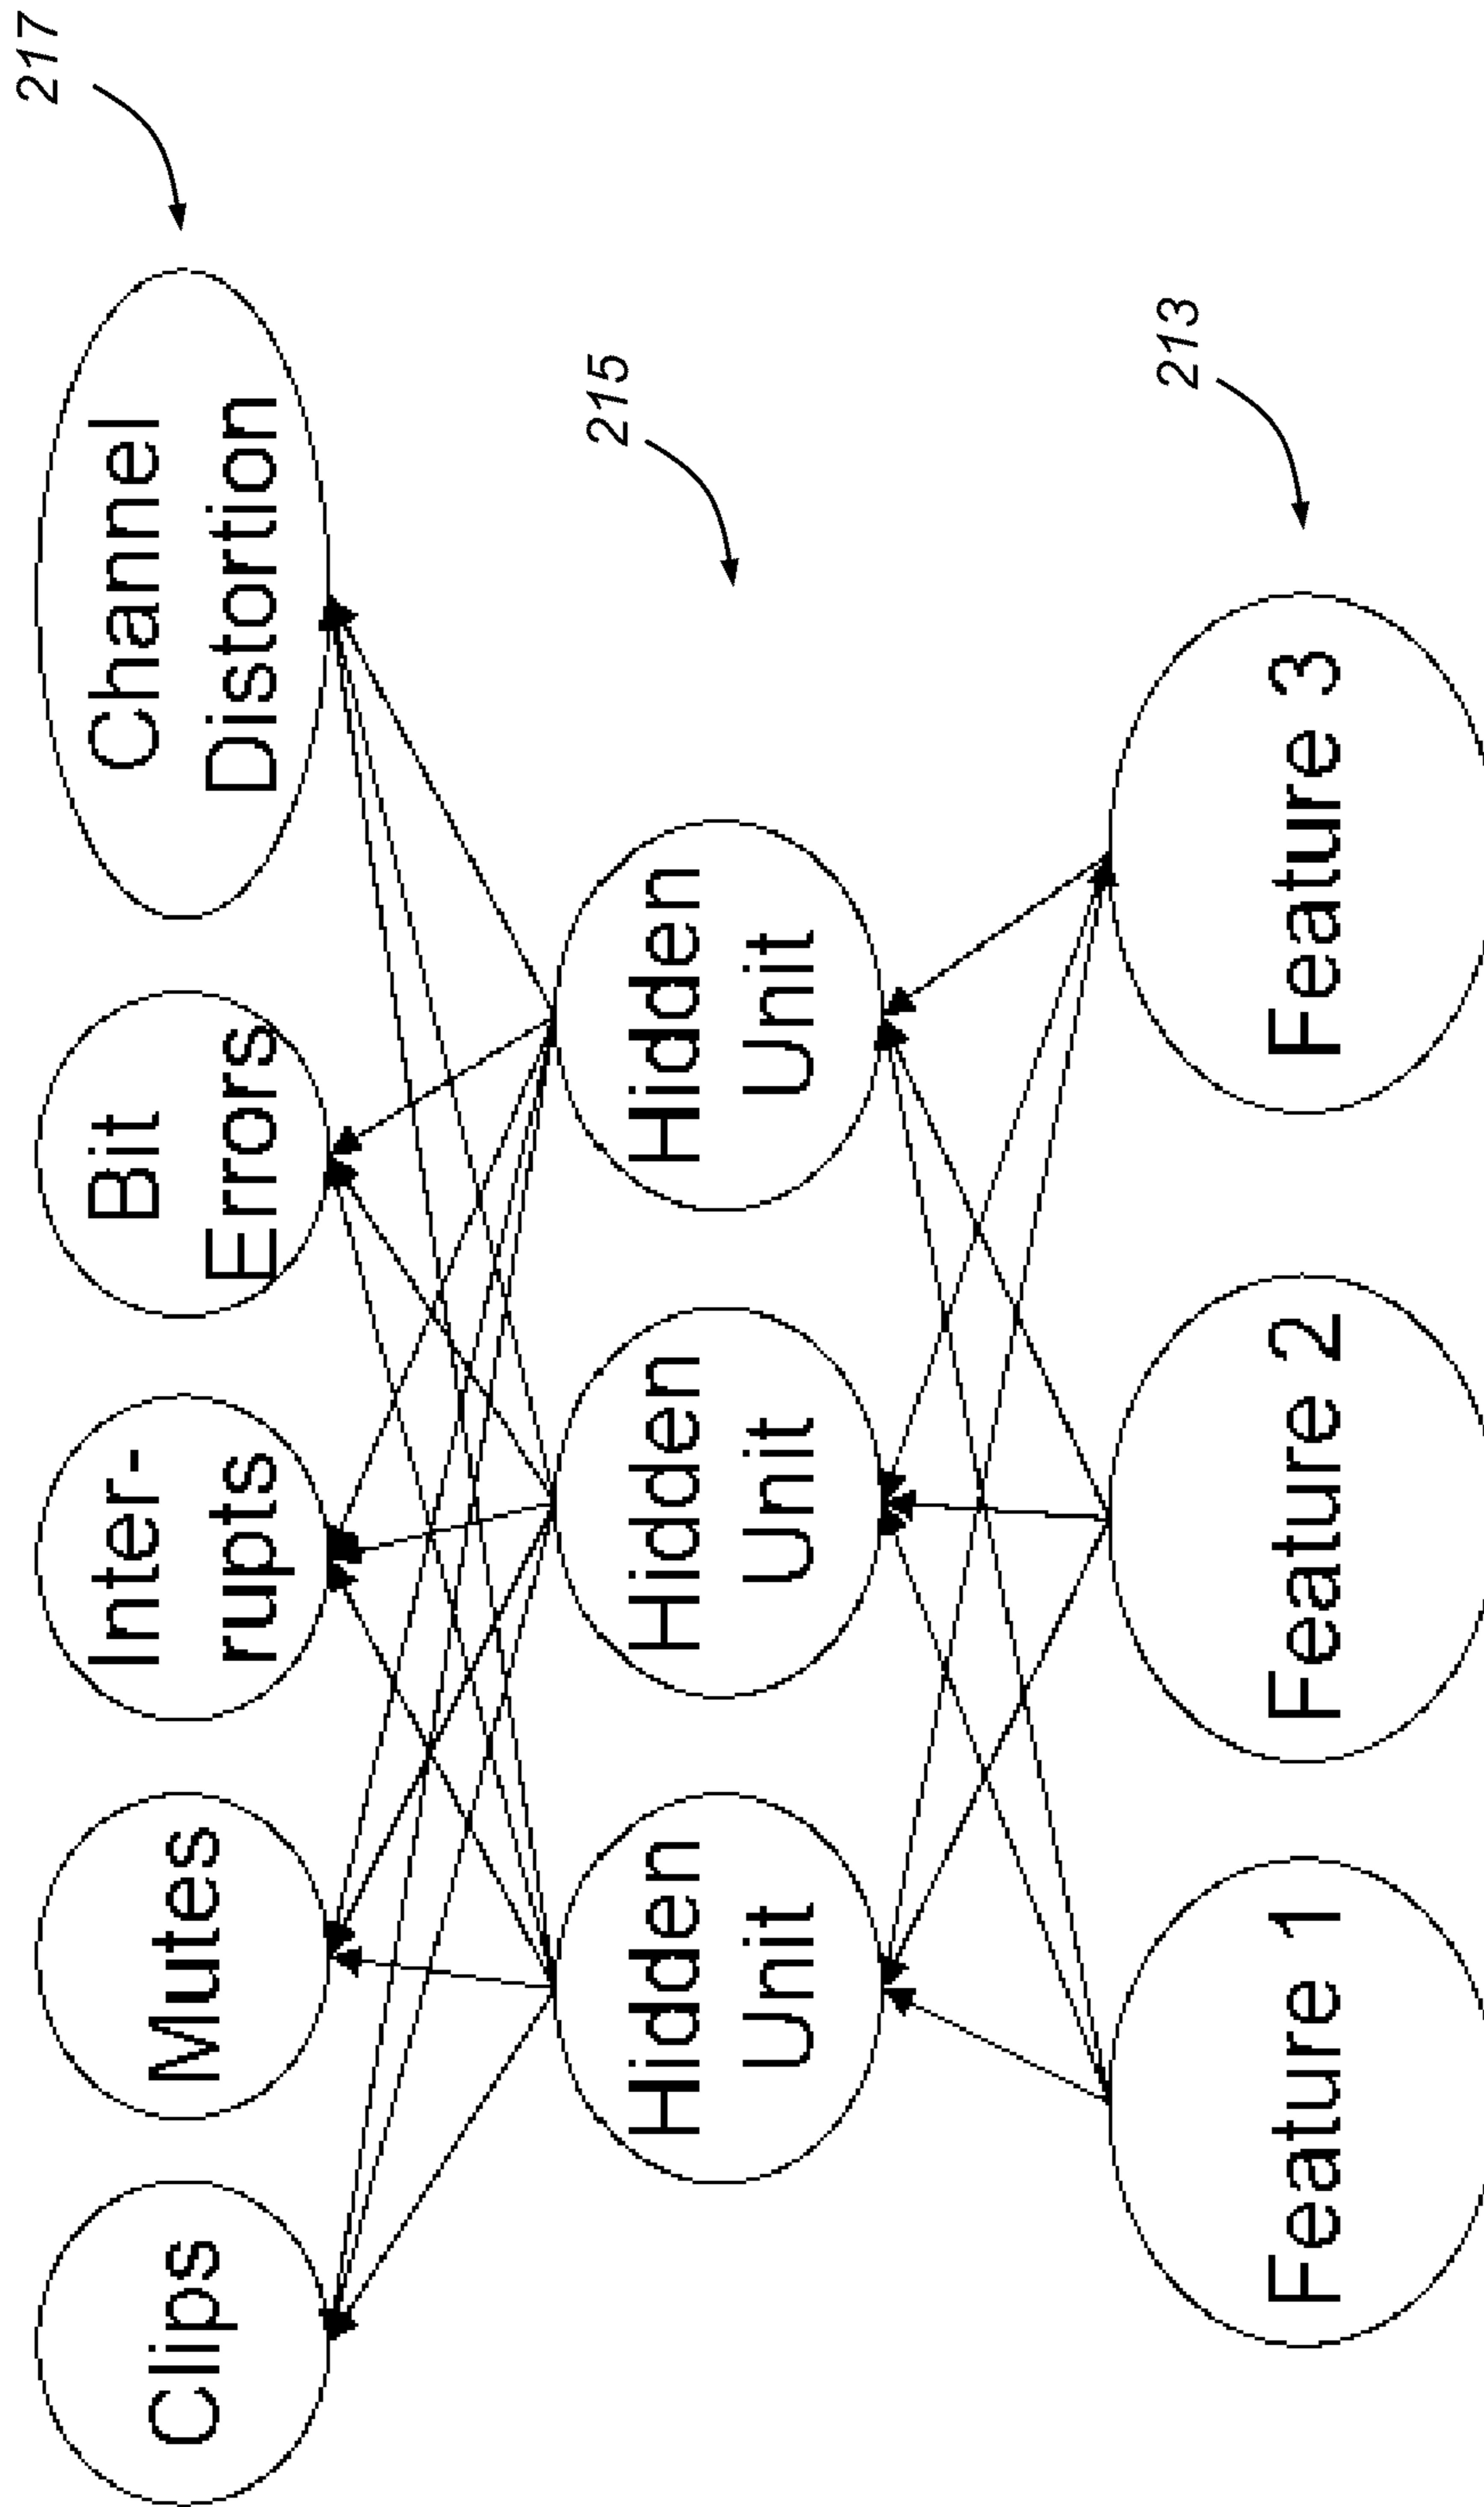 217
Clips
Mutes
Inter-
rupts
Bit
Errors
Channel
Distortion
215
Hidden
Unit
Hidden
Unit
Hidden
Unit
213
Feature 1
Feature 2
Feature 3